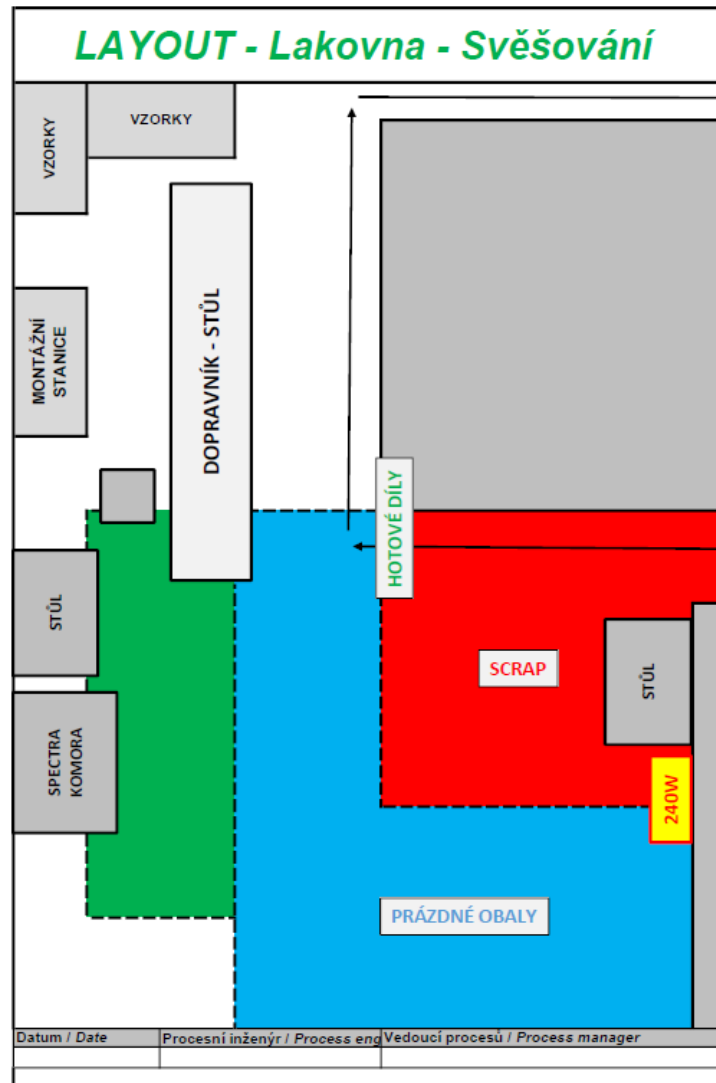 LAYOUT - Lakovna - Svěšování
VZORKY
VZORKY
MONTÁŽNÍ
STANICE
DOPRAVNÍK - STŮL
HOTOVÉ DÍLY
STŮL
SCRAP
STŮL
SPECTRA
KOMORA
240W
PRÁZDNÉ OBALY
Datum / Date
Procesní inženýr / Process eng
Vedoucí procesů / Process manager